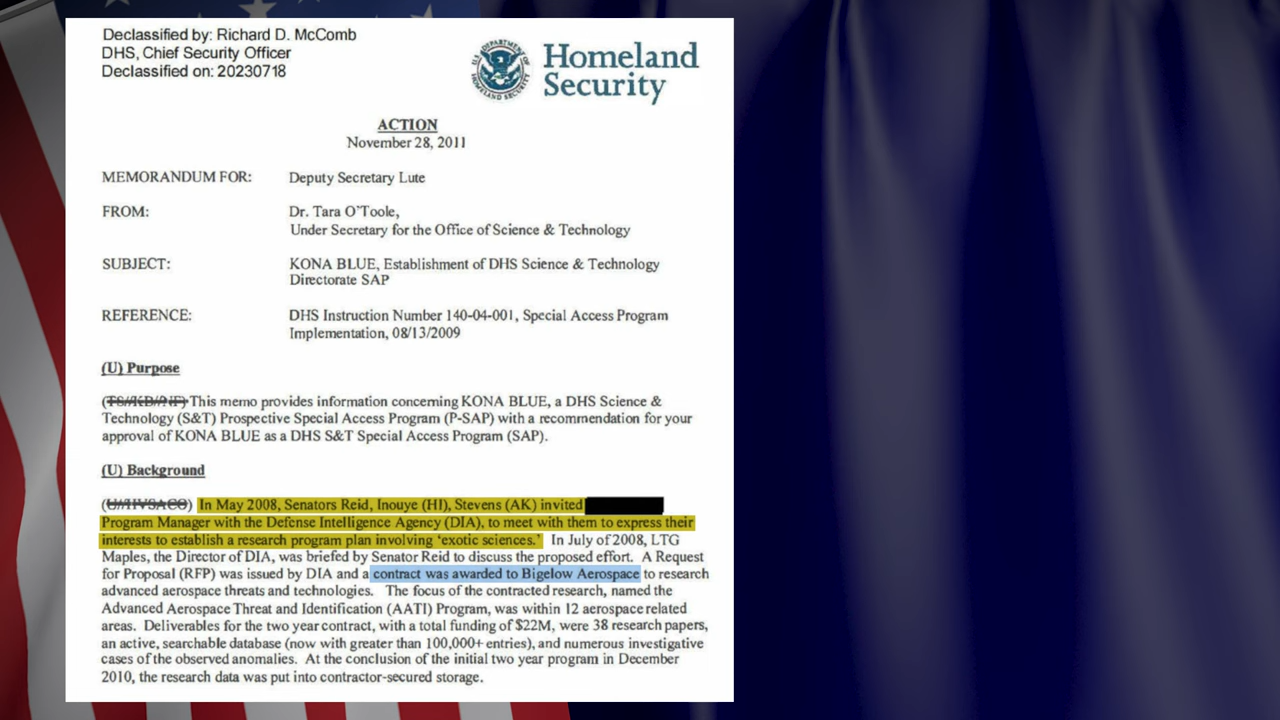 Declassified by: Richard D. McComb
DHS, Chief Security Officer
Declassified on: 20230718
Homeland
Security
ACTION
November 28, 2011
MEMORANDUM FOR: Deputy Secretary Lute
FROM: Dr. Tara O'Toole,
Under Secretary for the Office of Science & Technology
SUBJECT: KONA BLUE, Establishment of DHS Science & Technology
Directorate SAP
REFERENCE: DHS Instruction Number 140-04-001, Special Access Program
Implementation, 08/13/2009
(U) Purpose
(TS//KB//NF) This memo provides information concerning KONA BLUE, a DHS Science &
Technology (S&T) Prospective Special Access Program (P-SAP) with a recommendation for your
approval of KONA BLUE as a DHS S&T Special Access Program (SAP).
(U) Background
(U//HVSACO) In May 2008, Senators Reid, Inouye (HI), Stevens (AK) invited
Program Manager with the Defense Intelligence Agency (DIA), to meet with them to express their
interests to establish a research program plan involving 'exotic sciences.' In July of 2008, LTG
Maples, the Director of DIA, was briefed by Senator Reid to discuss the proposed effort. A Request
for Proposal (RFP) was issued by DIA and a contract was awarded to Bigelow Aerospace to research
advanced aerospace threats and technologies. The focus of the contracted research, named the
Advanced Aerospace Threat and Identification (AATI) Program, was within 12 aerospace related
areas. Deliverables for the two year contract, with a total funding of $22M, were 38 research papers,
an active, searchable database (now with greater than 100,000+ entries), and numerous investigative
cases of the observed anomalies. At the conclusion of the initial two year program in December
2010, the research data was put into contractor-secured storage.